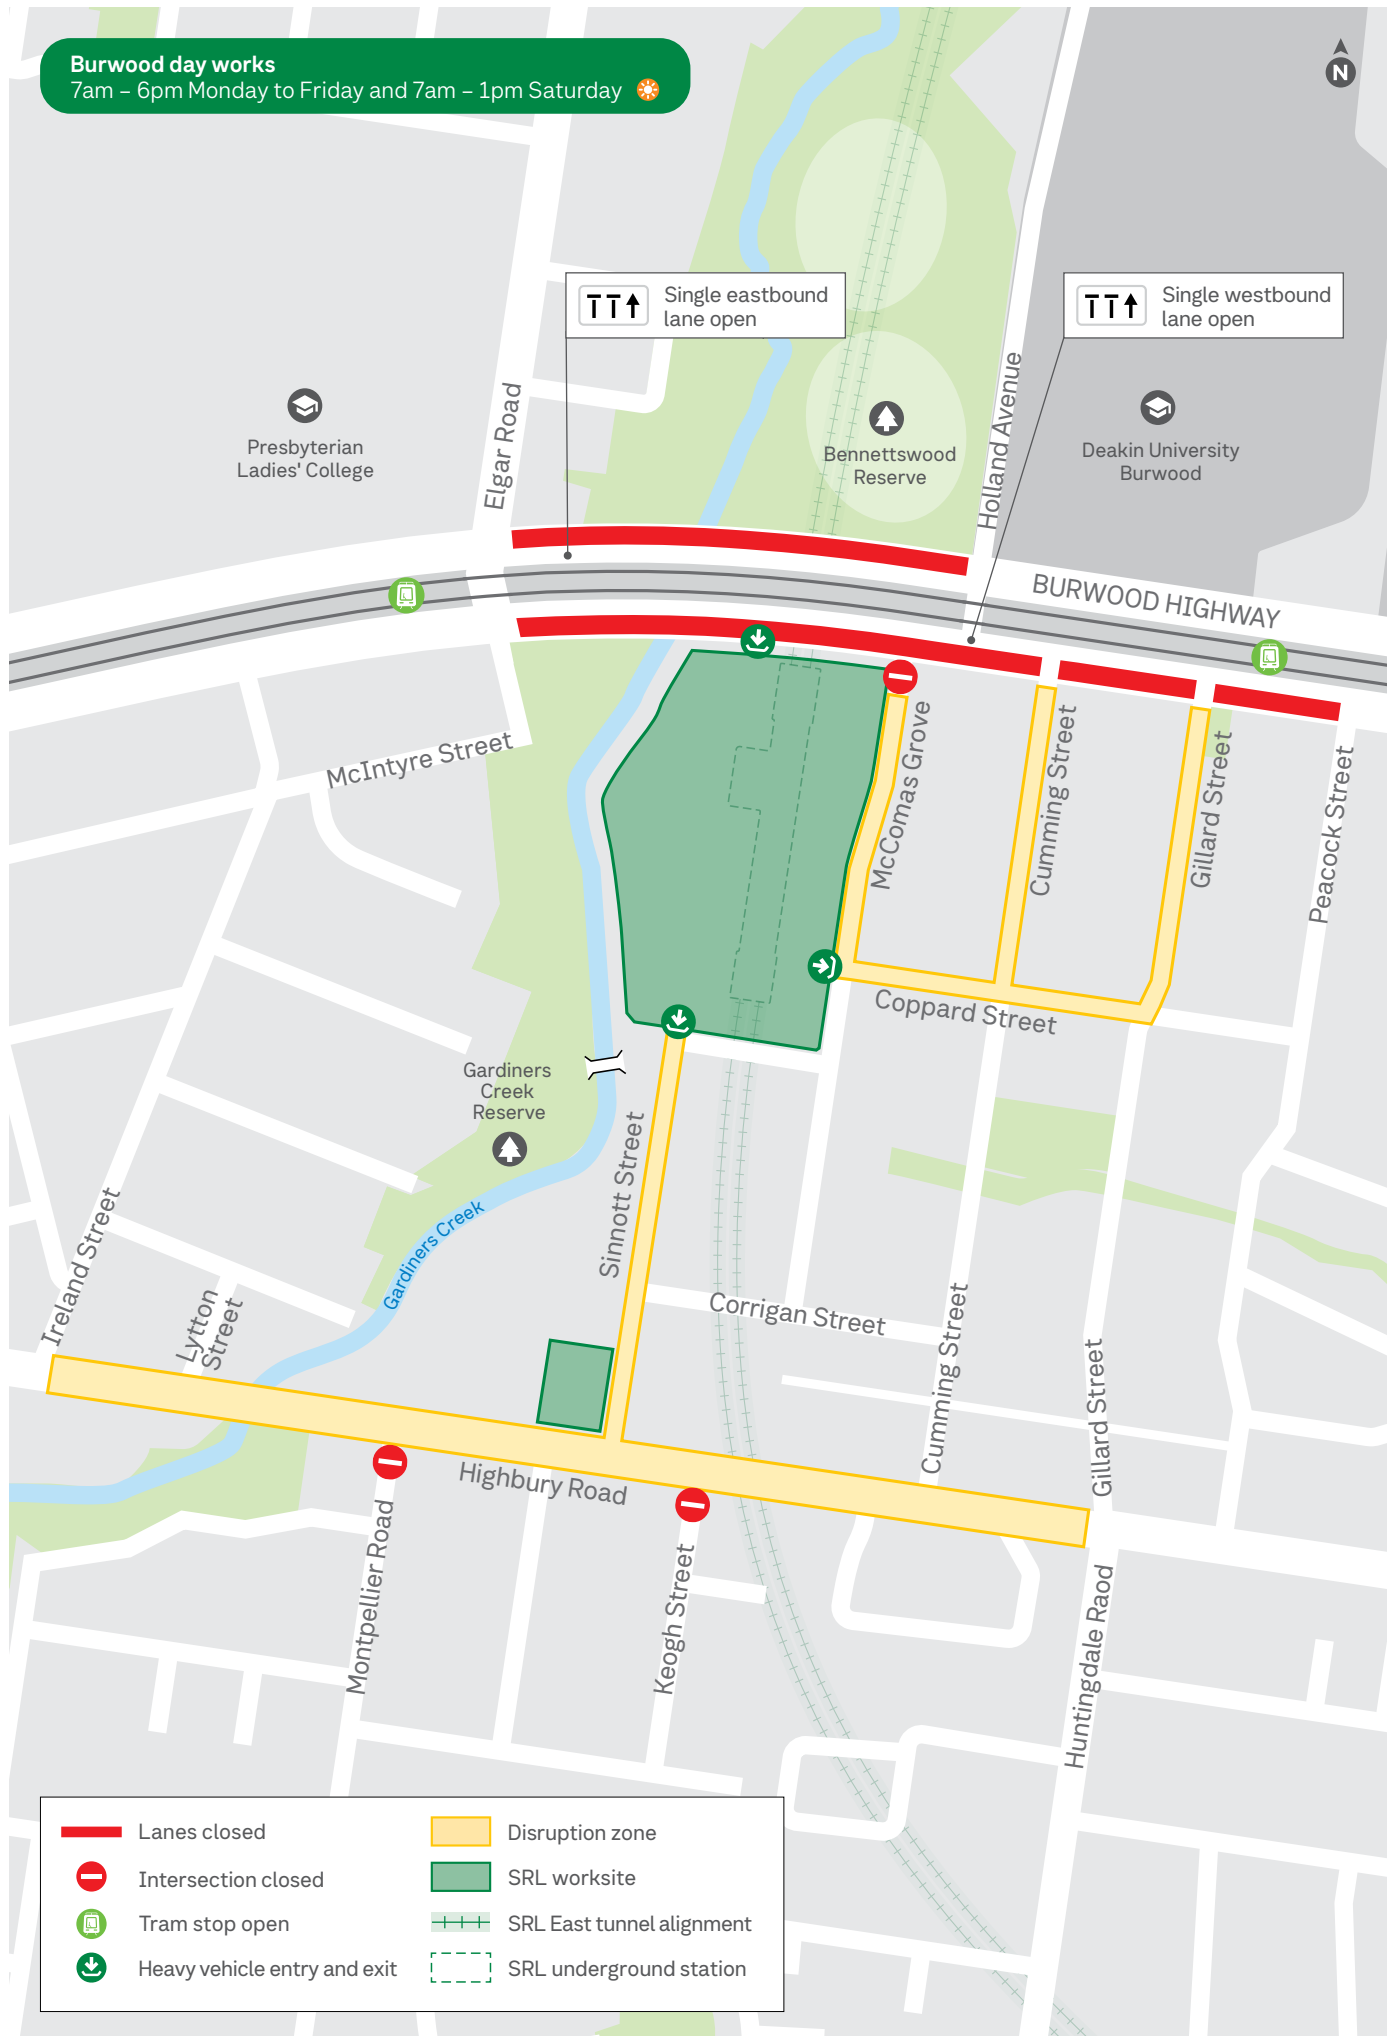 Burwood day works
7am – 6pm Monday to Friday and 7am – 1pm Saturday
N
Single eastbound
lane open
Single westbound
lane open
Presbyterian
Ladies' College
Elgar Road
Bennettswood
Reserve
Holland Avenue
Deakin University
Burwood
BURWOOD HIGHWAY
McIntyre Street
McComas Grove
Cumming Street
Gillard Street
Peacock Street
Coppard Street
Gardiners
Creek
Reserve
Sinnott Street
Gardiners Creek
Ireland Street
Lytton
Street
Corrigan Street
Cumming Street
Gillard Street
Highbury Road
Montpellier Road
Keogh Street
Huntingdale Raod
Lanes closed
Intersection closed
Tram stop open
Heavy vehicle entry and exit
Disruption zone
SRL worksite
SRL East tunnel alignment
SRL underground station